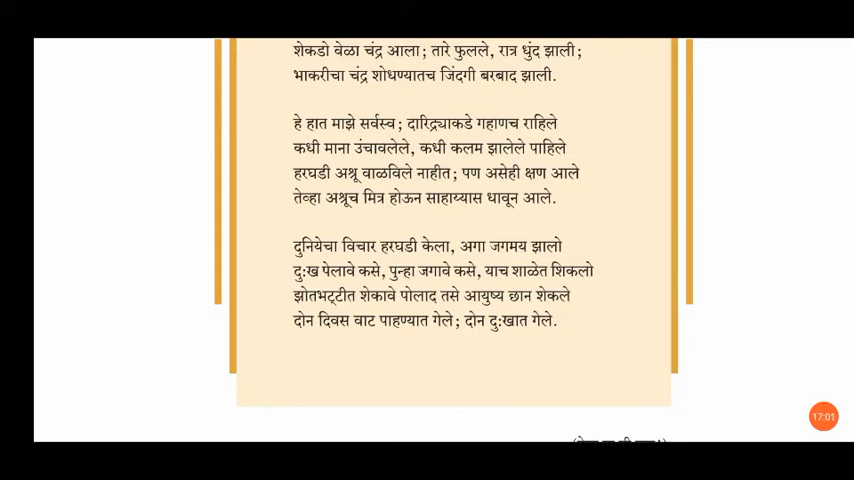 शेकडो वेळा चंद्र आला; तारे फुलले, रात्र धुंद झाली;
भाकरीचा चंद्र शोधण्यातच जिंदगी बरबाद झाली.
हे हात माझे सर्वस्व; दारिद्र्याकडे गहाणच राहिले
कधी माना उंचावलेले, कधी कलम झालेले पाहिले
हरघडी अश्रू वाळविले नाहीत; पण असेही क्षण आले
तेव्हा अश्रूच मित्र होऊन साहाय्यास धावून आले.
दुनियेचा विचार हरघडी केला, अगा जगमय झालो
दुःख पेलावे कसे, पुन्हा जगावे कसे, याच शाळेत शिकलो
झोतभट्टीत शेकावे पोलाद तसे आयुष्य छान शेकले
दोन दिवस वाट पाहण्यात गेले; दोन दुःखात गेले.
17:01